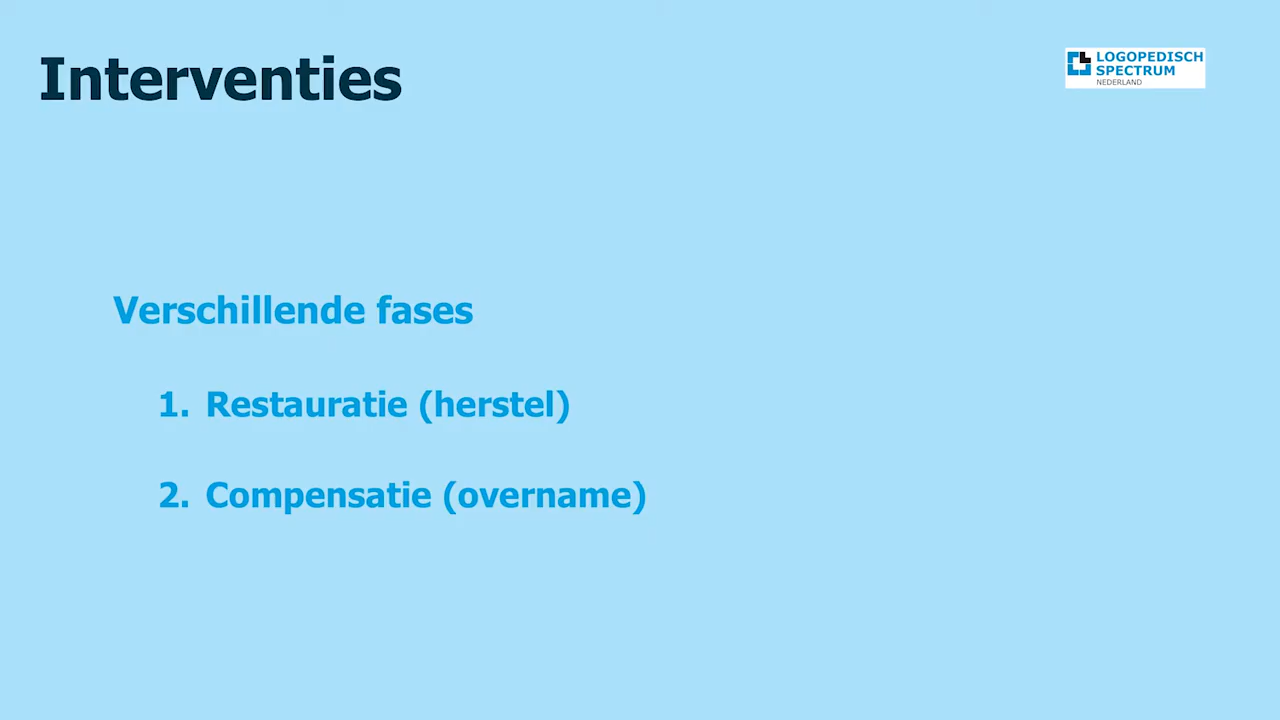 Interventies
LOGOPEDISCH
SPECTRUM
NEDERLAND
Verschillende fases
1. Restauratie (herstel)
2. Compensatie (overname)